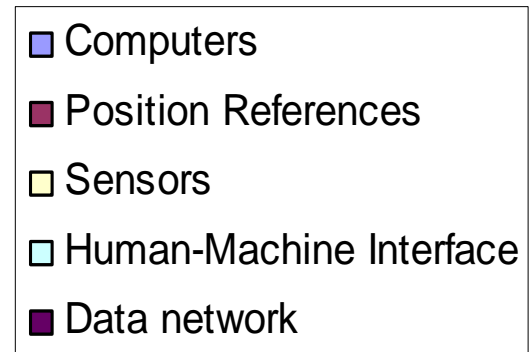 Computers
Position References
Sensors
Human-Machine Interface
Data network